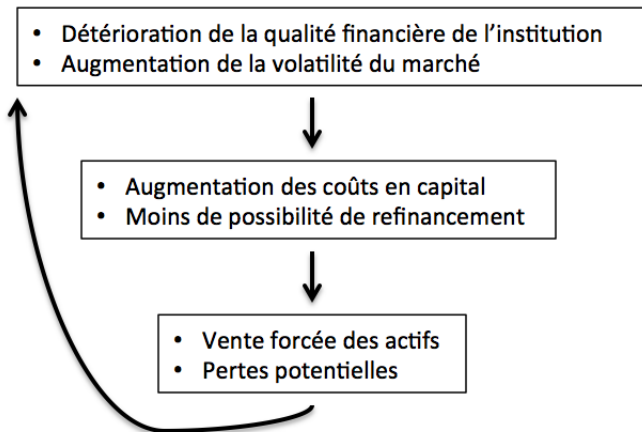 • Détérioration de la qualité financière de l'institution
• Augmentation de la volatilité du marché
• Augmentation des coûts en capital
• Moins de possibilité de refinancement
• Vente forcée des actifs
• Pertes potentielles